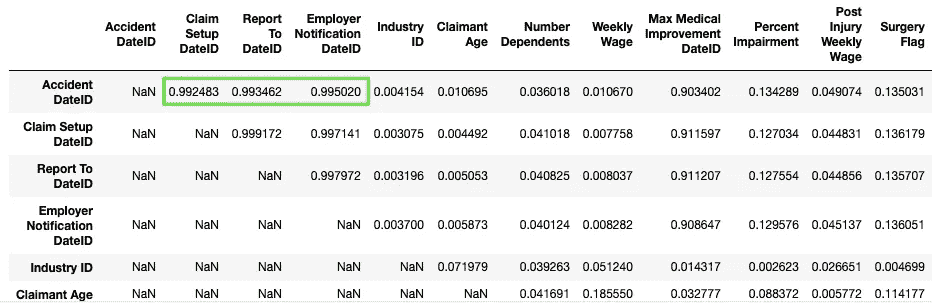 Accident DateID Claim Setup DateID Report To DateID Employer Notification DateID Industry ID Claimant Age Number Dependents Weekly Wage Max Medical Improvement DateID Percent Impairment Post Injury Weekly Wage Surgery Flag
Accident DateID NaN 0.992483 0.993462 0.995020 0.004154 0.010695 0.036018 0.010670 0.903402 0.134289 0.049074 0.135031
Claim Setup DateID NaN NaN 0.999172 0.997141 0.003075 0.004492 0.041018 0.007758 0.911597 0.127034 0.044831 0.136179
Report To DateID NaN NaN NaN 0.997972 0.003196 0.005053 0.040825 0.008037 0.911207 0.127554 0.044856 0.135707
Employer Notification DateID NaN NaN NaN NaN 0.003700 0.005873 0.040124 0.008282 0.908647 0.129576 0.045137 0.136051
Industry ID NaN NaN NaN NaN NaN 0.071979 0.039263 0.051240 0.014317 0.002623 0.026651 0.004699
Claimant Age NaN NaN NaN NaN NaN NaN 0.041691 0.185550 0.032777 0.088372 0.005772 0.114177